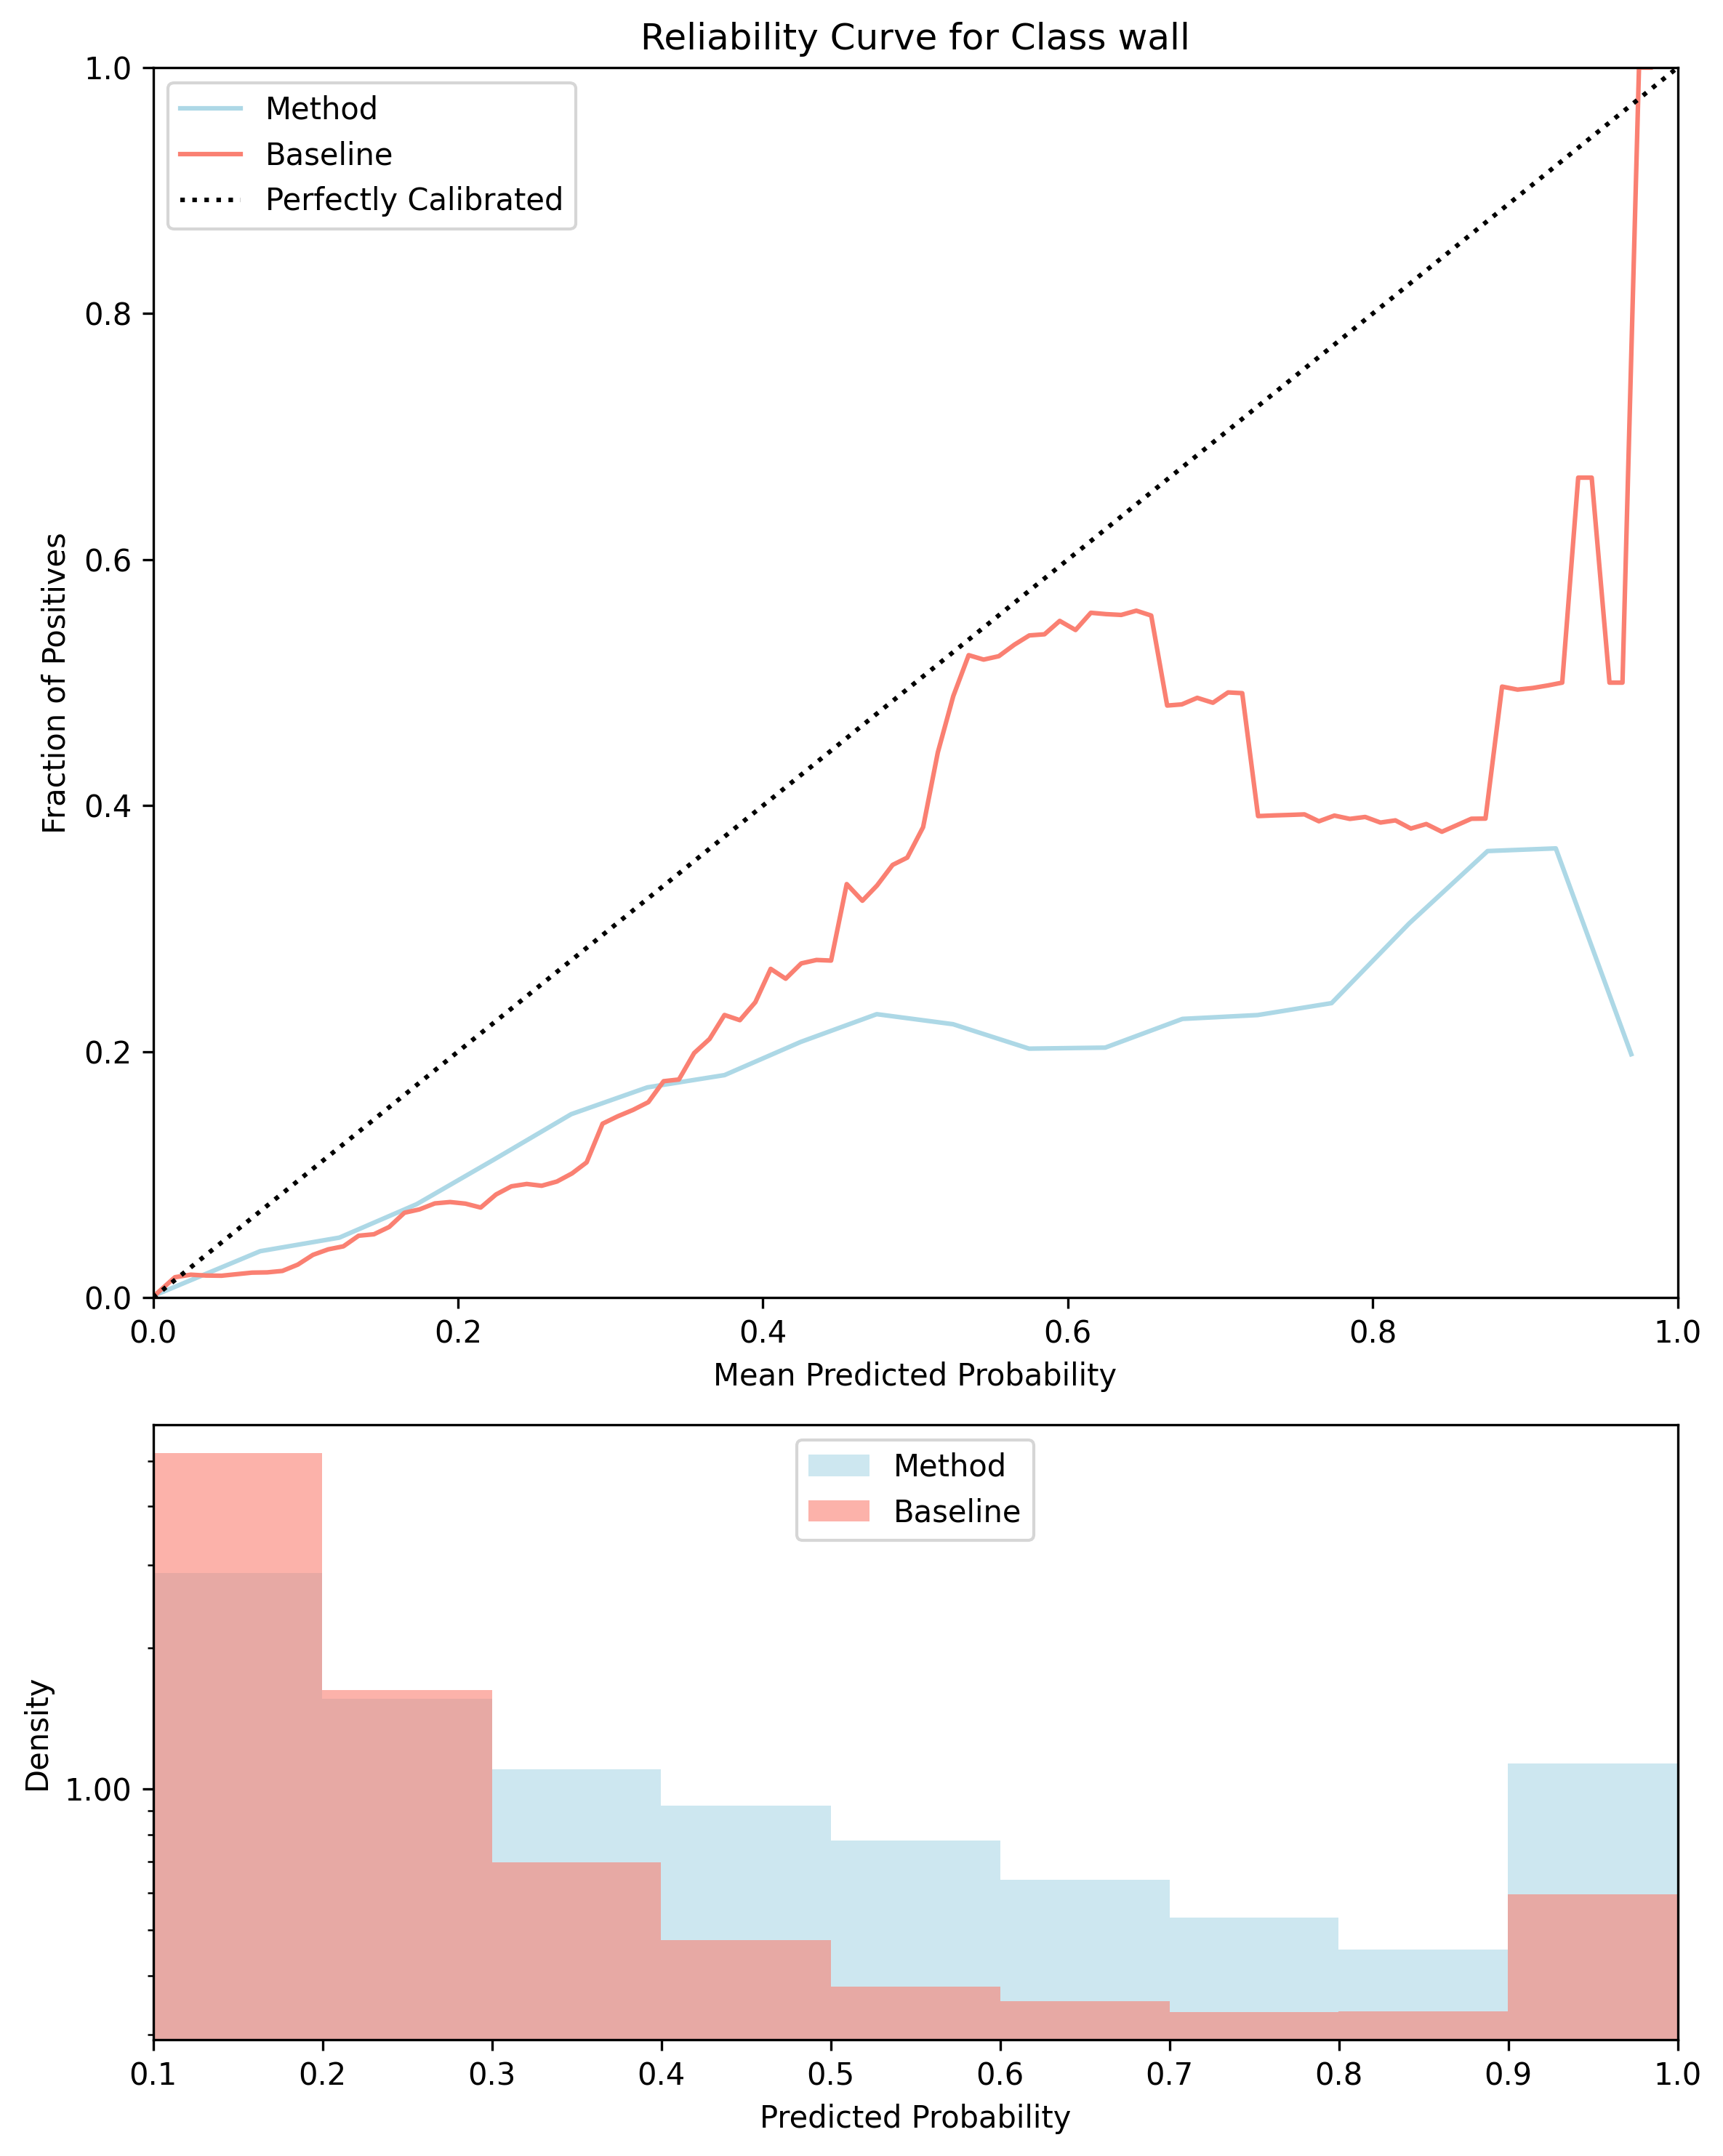 Reliability Curve for Class wall
1.0
0.8
0.6
0.4
0.2
0.0
Fraction of Positives
Method
Baseline
Perfectly Calibrated
0.0 0.2 0.4 0.6 0.8 1.0
Mean Predicted Probability
Density
1.00
Method
Baseline
0.1 0.2 0.3 0.4 0.5 0.6 0.7 0.8 0.9 1.0
Predicted Probability